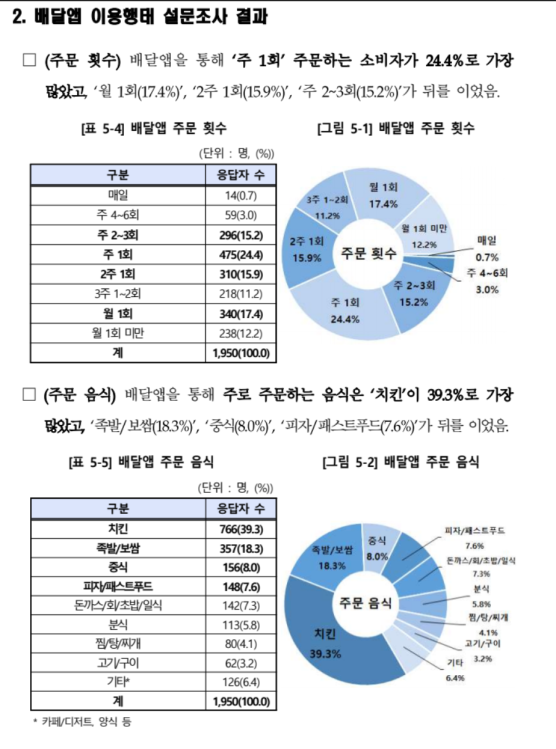 2. 배달앱 이용행태 설문조사 결과
□ (주문 횟수) 배달앱을 통해 ‘주 1회’ 주문하는 소비자가 24.4%로 가장
많았고, ‘월 1회(17.4%)’, ‘2주 1회(15.9%)’, ‘주 2~3회(15.2%)’가 뒤를 이었음.
[표 5-4] 배달앱 주문 횟수
(단위 : 명, (%))
구분 응답자 수
매일 14(0.7)
주 4~6회 59(3.0)
주 2~3회 296(15.2)
주 1회 475(24.4)
2주 1회 310(15.9)
3주 1~2회 218(11.2)
월 1회 340(17.4)
월 1회 미만 238(12.2)
계 1,950(100.0)
[그림 5-1] 배달앱 주문 횟수
주문 횟수
월 1회
17.4%
월 1회 미만
12.2%
매일
0.7%
주 4~6회
3.0%
주 2~3회
15.2%
주 1회
24.4%
2주 1회
15.9%
3주 1~2회
11.2%
□ (주문 음식) 배달앱을 통해 주로 주문하는 음식은 ‘치킨’이 39.3%로 가장
많았고, ‘족발/보쌈(18.3%)’, ‘중식(8.0%)’, ‘피자/패스트푸드(7.6%)’가 뒤를 이었음.
[표 5-5] 배달앱 주문 음식
(단위 : 명, (%))
구분 응답자 수
치킨 766(39.3)
족발/보쌈 357(18.3)
중식 156(8.0)
피자/패스트푸드 148(7.6)
돈까스/회/초밥/일식 142(7.3)
분식 113(5.8)
찜/탕/찌개 80(4.1)
고기/구이 62(3.2)
기타* 126(6.4)
계 1,950(100.0)
* 카페/디저트, 양식 등
[그림 5-2] 배달앱 주문 음식
주문 음식
중식
8.0%
피자/패스트푸드
7.6%
돈까스/회/초밥/일식
7.3%
분식
5.8%
찜/탕/찌개
4.1%
고기/구이
3.2%
기타
6.4%
치킨
39.3%
족발/보쌈
18.3%